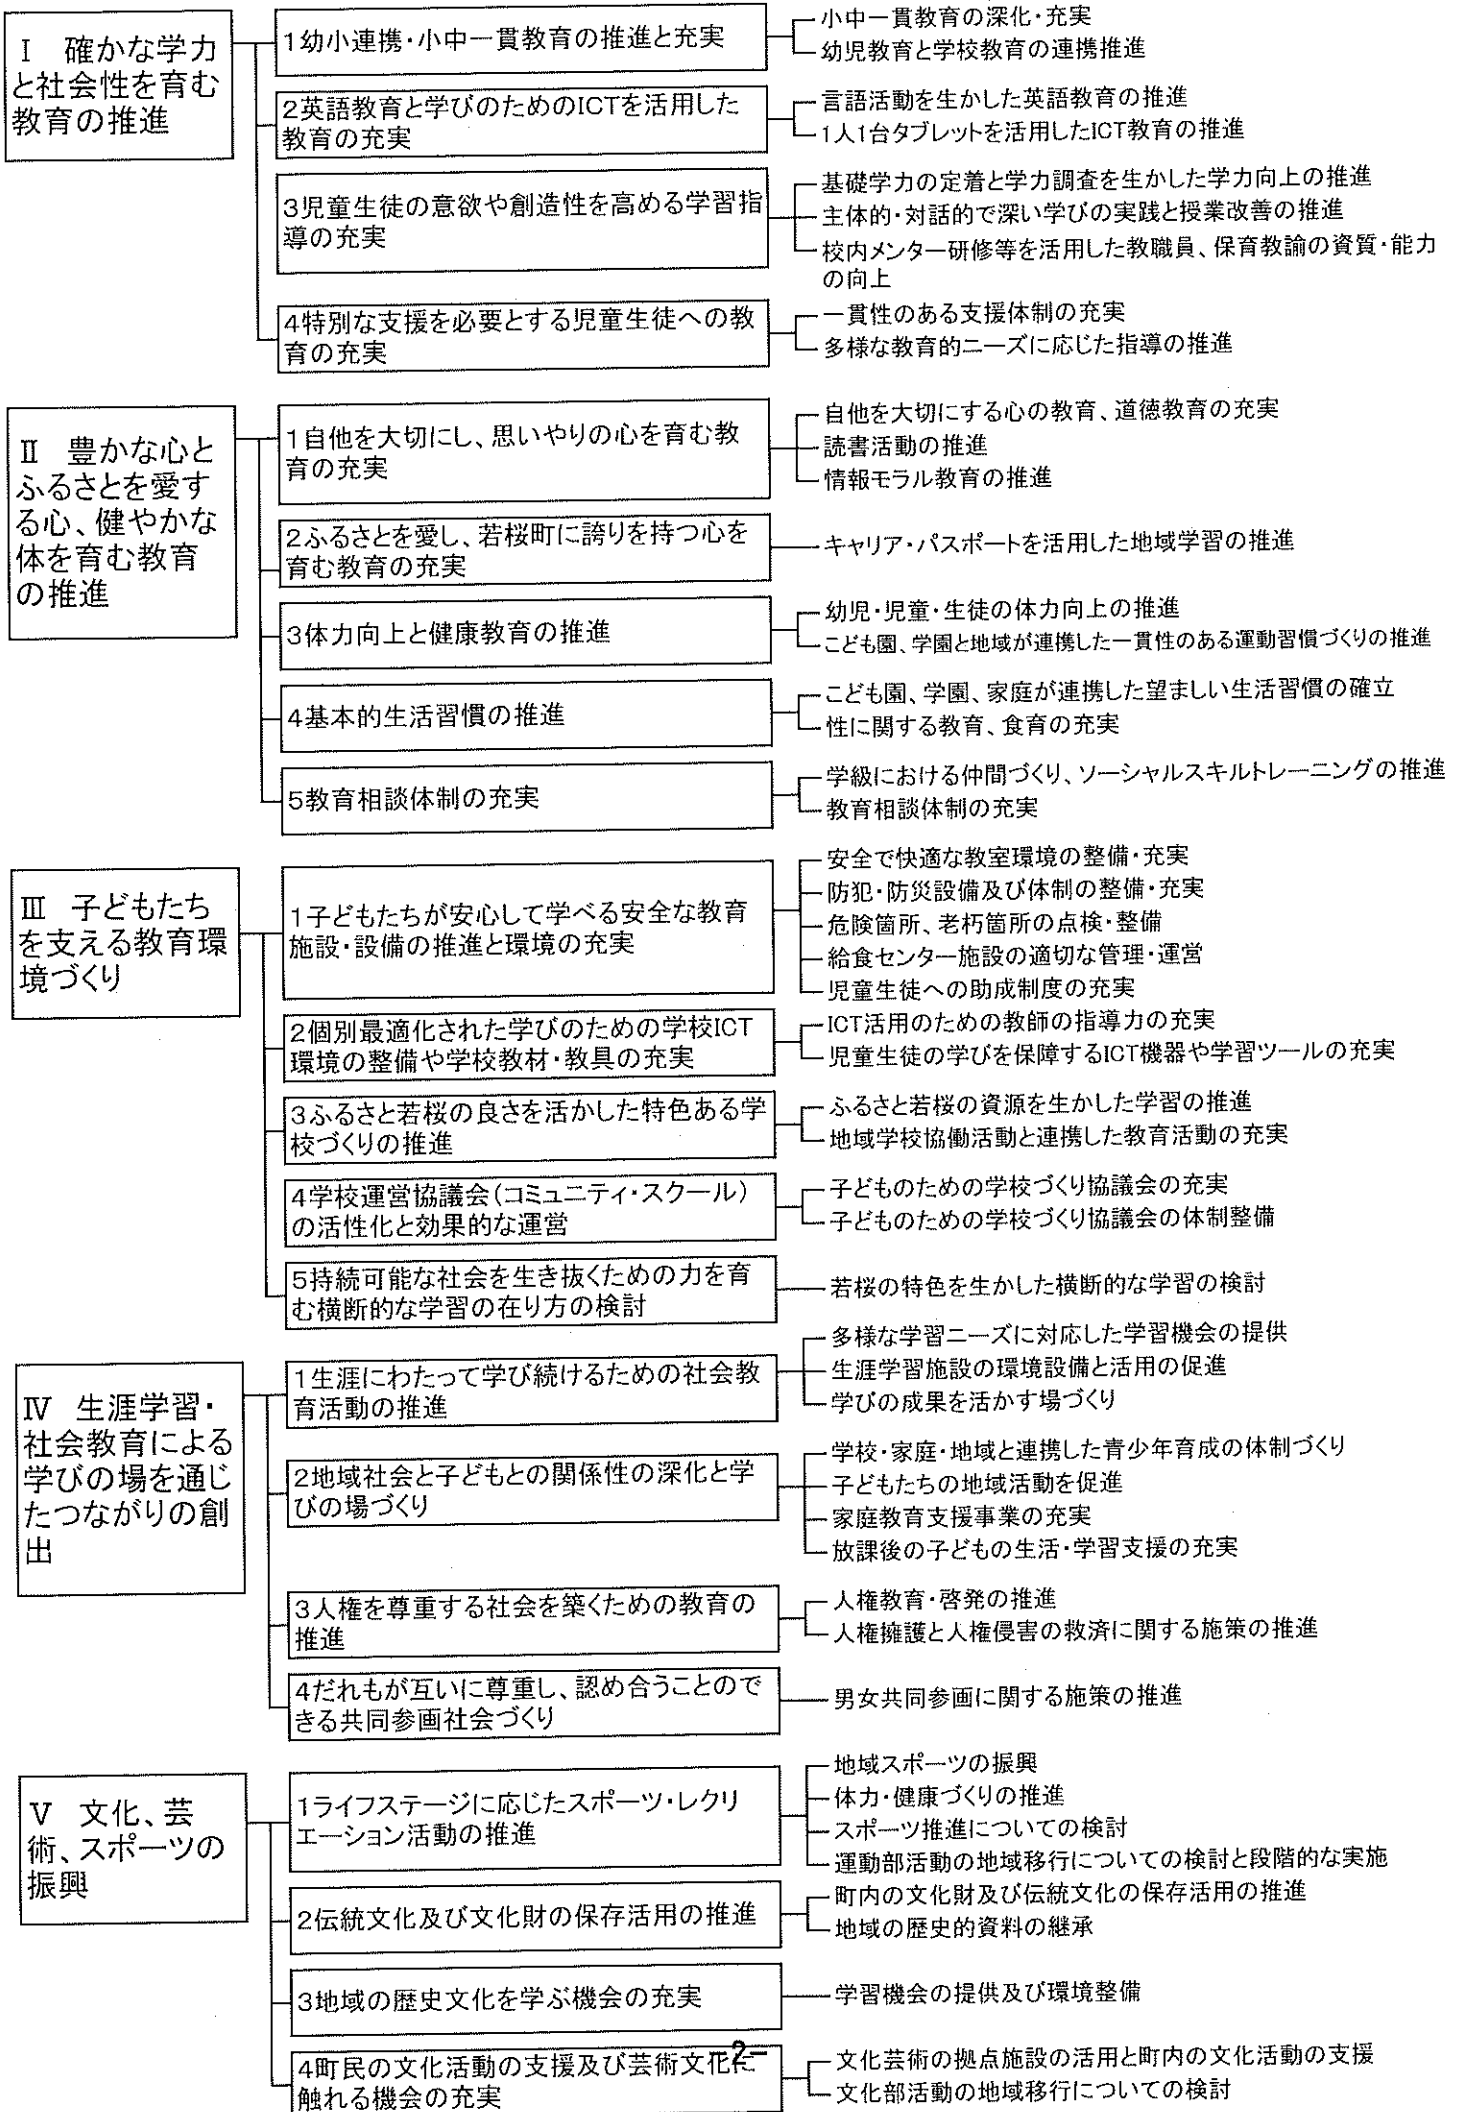 Ⅰ 確かな学力
と社会性を育む
教育の推進
1幼小連携・小中一貫教育の推進と充実
小中一貫教育の深化・充実
幼児教育と学校教育の連携推進
2英語教育と学びのためのICTを活用した
教育の充実
言語活動を生かした英語教育の推進
1人1台タブレットを活用したICT教育の推進
3児童生徒の意欲や創造性を高める学習指
導の充実
基礎学力の定着と学力調査を生かした学力向上の推進
主体的・対話的で深い学びの実践と授業改善の推進
校内メンター研修等を活用した教職員、保育教諭の資質・能力
の向上
4特別な支援を必要とする児童生徒への教
育の充実
一貫性のある支援体制の充実
多様な教育的ニーズに応じた指導の推進
Ⅱ 豊かな心と
ふるさとを愛す
る心、健やかな
体を育む教育
の推進
1自他を大切にし、思いやりの心を育む教
育の充実
自他を大切にする心の教育、道徳教育の充実
読書活動の推進
情報モラル教育の推進
2ふるさとを愛し、若桜町に誇りを持つ心を
育む教育の充実
キャリア・パスポートを活用した地域学習の推進
3体力向上と健康教育の推進
幼児・児童・生徒の体力向上の推進
こども園、学園と地域が連携した一貫性のある運動習慣づくりの推進
4基本的生活習慣の推進
こども園、学園、家庭が連携した望ましい生活習慣の確立
性に関する教育、食育の充実
5教育相談体制の充実
学級における仲間づくり、ソーシャルスキルトレーニングの推進
教育相談体制の充実
Ⅲ 子どもたち
を支える教育環
境づくり
1子どもたちが安心して学べる安全な教育
施設・設備の推進と環境の充実
安全で快適な教室環境の整備・充実
防犯・防災設備及び体制の整備・充実
危険箇所、老朽箇所の点検・整備
給食センター施設の適切な管理・運営
児童生徒への助成制度の充実
2個別最適化された学びのための学校ICT
環境の整備や学校教材・教具の充実
ICT活用のための教師の指導力の充実
児童生徒の学びを保障するICT機器や学習ツールの充実
3ふるさと若桜の良さを活かした特色ある学
校づくりの推進
ふるさと若桜の資源を生かした学習の推進
地域学校協働活動と連携した教育活動の充実
4学校運営協議会(コミュニティ・スクール)
の活性化と効果的な運営
子どものための学校づくり協議会の充実
子どものための学校づくり協議会の体制整備
5持続可能な社会を生き抜くための力を育
む横断的な学習の在り方の検討
若桜の特色を生かした横断的な学習の検討
Ⅳ 生涯学習・
社会教育による
学びの場を通じ
たつながりの創
出
1生涯にわたって学び続けるための社会教
育活動の推進
多様な学習ニーズに対応した学習機会の提供
生涯学習施設の環境設備と活用の促進
学びの成果を活かす場づくり
2地域社会と子どもとの関係性の深化と学
びの場づくり
学校・家庭・地域と連携した青少年育成の体制づくり
子どもたちの地域活動を促進
家庭教育支援事業の充実
放課後の子どもの生活・学習支援の充実
3人権を尊重する社会を築くための教育の
推進
人権教育・啓発の推進
人権擁護と人権侵害の救済に関する施策の推進
4だれもが互いに尊重し、認め合うことので
きる共同参画社会づくり
男女共同参画に関する施策の推進
Ⅴ 文化、芸
術、スポーツの
振興
1ライフステージに応じたスポーツ・レクリ
エーション活動の推進
地域スポーツの振興
体力・健康づくりの推進
スポーツ推進についての検討
運動部活動の地域移行についての検討と段階的な実施
2伝統文化及び文化財の保存活用の推進
町内の文化財及び伝統文化の保存活用の推進
地域の歴史的資料の継承
3地域の歴史文化を学ぶ機会の充実
学習機会の提供及び環境整備
4町民の文化活動の支援及び芸術文化に
触れる機会の充実
文化芸術の拠点施設の活用と町内の文化活動の支援
文化部活動の地域移行についての検討
-2-